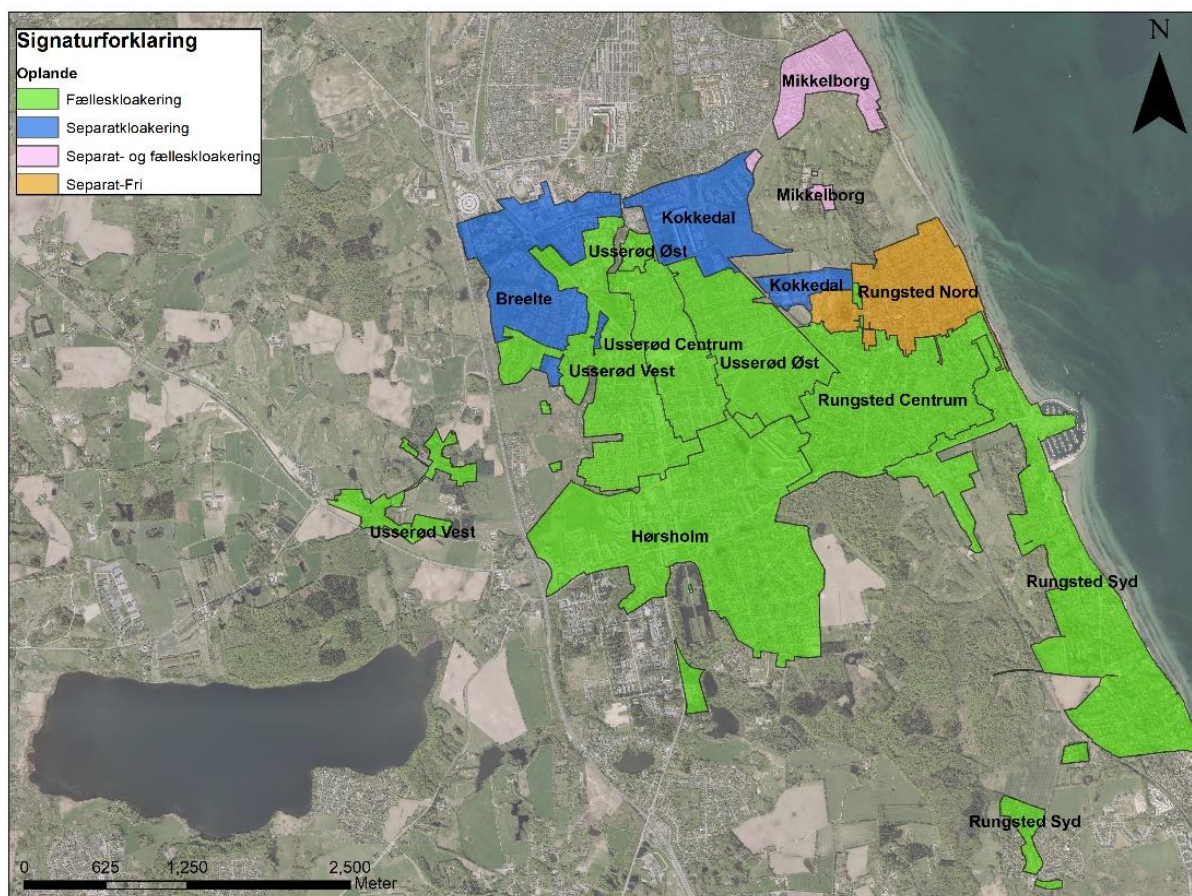 Signaturforklaring
Oplande
Fælleskloakering
Separatkloakering
Separat- og fælleskloakering
Separat-Fri
N
Mikkelborg
Mikkelborg
Kokkedal
Usserød Øst
Kokkedal
Rungsted Nord
Breelte
Usserød Centrum
Usserød Øst
Usserød Vest
Rungsted Centrum
Usserød Vest
Hørsholm
Rungsted Syd
Rungsted Syd
0 625 1,250 2,500
Meter